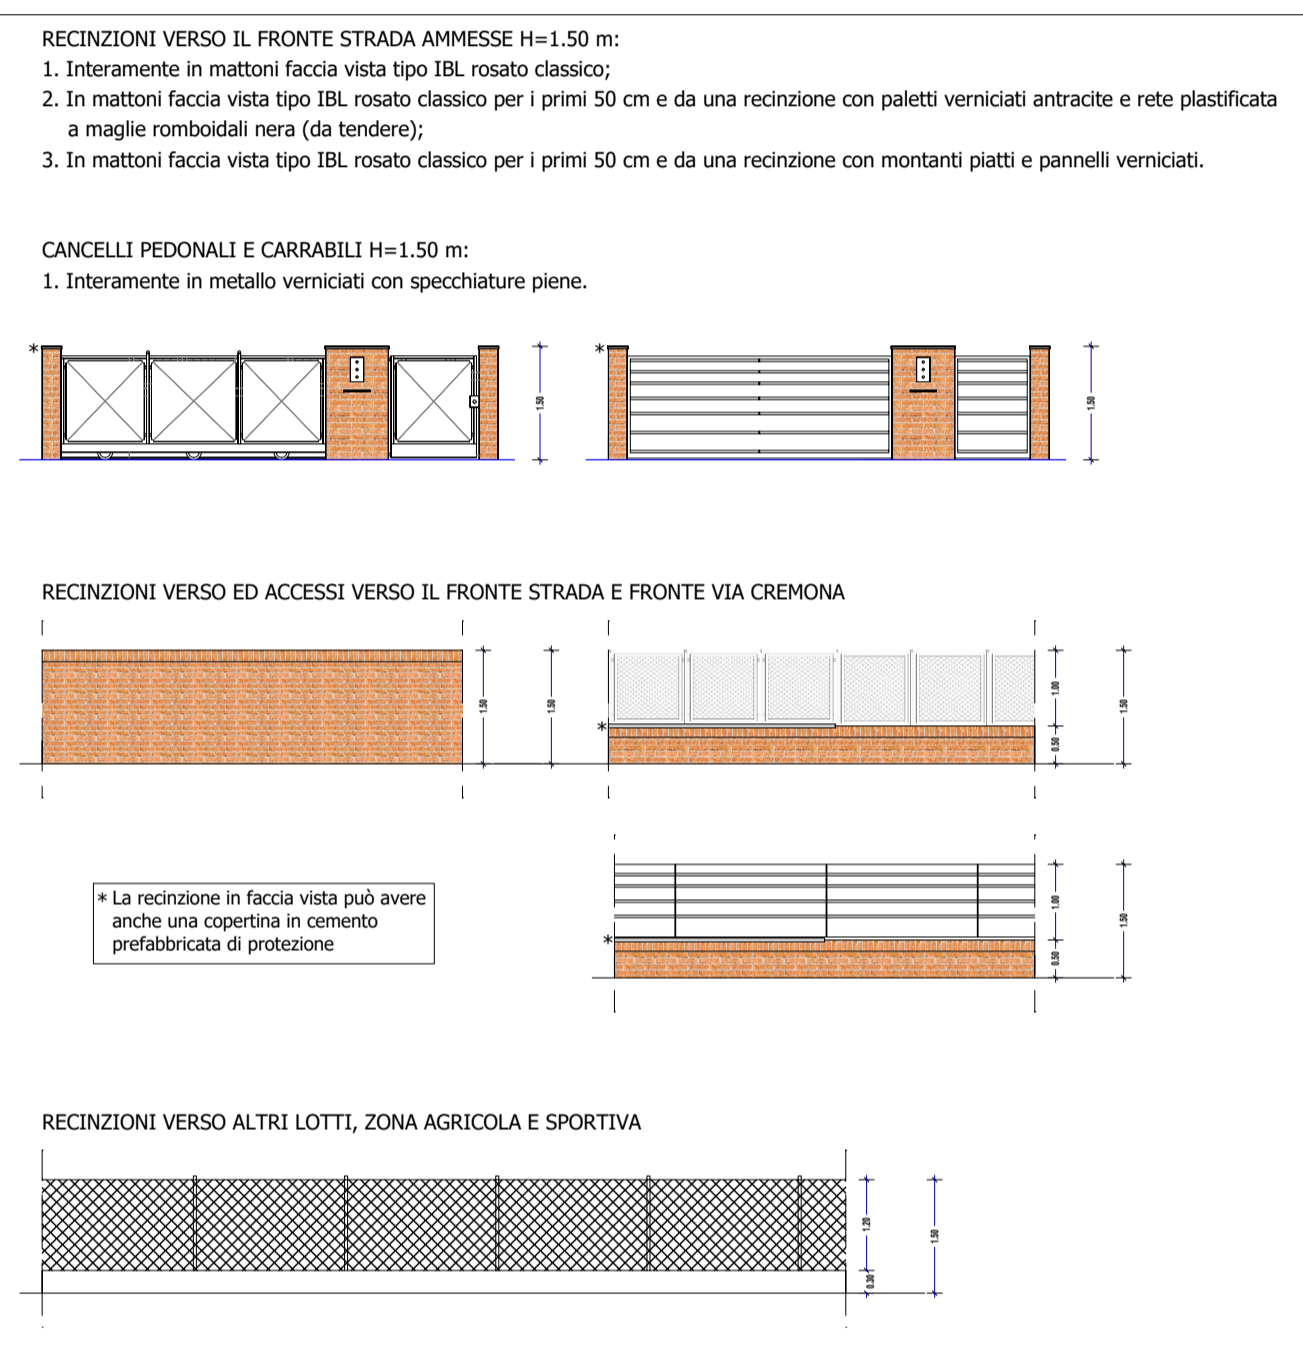 RECINZIONI VERSO IL FRONTE STRADA AMMESSE H=1.50 m:
1. Interamente in mattoni faccia vista tipo IBL rosato classico;
2. In mattoni faccia vista tipo IBL rosato classico per i primi 50 cm e da una recinzione con paletti verniciati antracite e rete plastificata
a maglie romboidali nera (da tendere);
3. In mattoni faccia vista tipo IBL rosato classico per i primi 50 cm e da una recinzione con montanti piatti e pannelli verniciati.
CANCELLI PEDONALI E CARRABILI H=1.50 m:
1. Interamente in metallo verniciati con specchiature piene.
*
1.50
*
1.50
RECINZIONI VERSO ED ACCESSI VERSO IL FRONTE STRADA E FRONTE VIA CREMONA
1.50
1.50
*
1.00
0.50
1.50
* La recinzione in faccia vista può avere
anche una copertina in cemento
prefabbricata di protezione
*
1.00
0.50
1.50
RECINZIONI VERSO ALTRI LOTTI, ZONA AGRICOLA E SPORTIVA
1.20
0.30
1.50